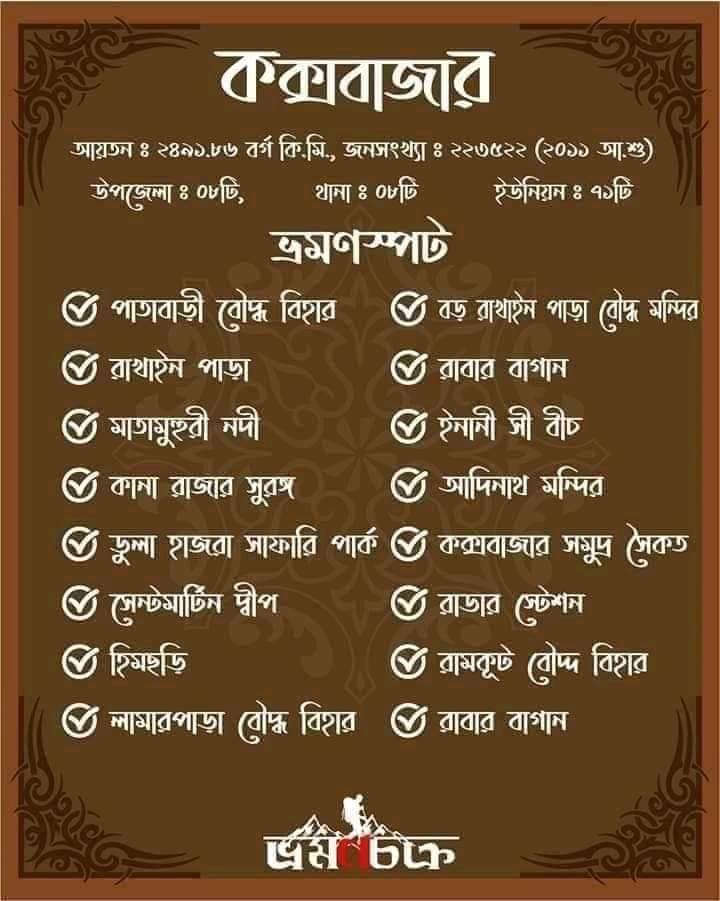 কক্সবাজার
আয়তন ঃ ২৪৯১.৮৬ বর্গ কি.মি., জনসংখ্যা ঃ ২২৩৫২২ (২০১১ আ.শু)
উপজেলা ঃ ০৮টি, থানা ঃ ০৮টি ইউনিয়ন ঃ ৭১টি
ভ্রমণস্পট
পাতাবাড়ী বৌদ্ধ বিহার বড় রাখাইন পাড়া বৌদ্ধ মন্দির
রাখাইন পাড়া রাবার বাগান
মাতামুহুরী নদী ইনানী সী বীচ
কানা রাজার সুরঙ্গ আদিনাথ মন্দির
ডুলা হাজরা সাফারি পার্ক কক্সবাজার সমুদ্র সৈকত
সেন্টমার্টিন দ্বীপ রাডার স্টেশন
হিমছড়ি রামকূট বৌদ্দ বিহার
লামারপাড়া বৌদ্ধ বিহার রাবার বাগান
ভ্রমণচক্র